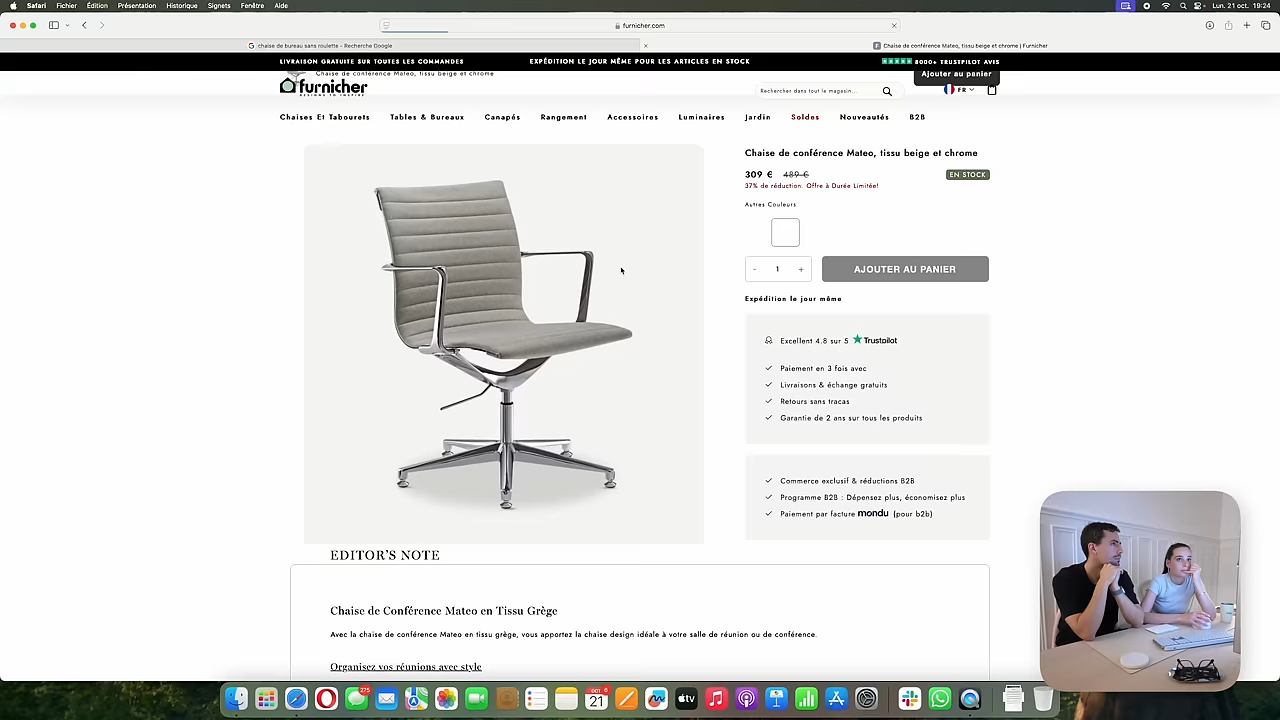 Safari Fichier Édition Présentation Historique Signets Fenêtre Aide
Lun. 21 oct. 19:24
furnicher.com
chaise de bureau sans roulette - Recherche Google
Chaise de conférence Mateo, tissu beige et chrome | Furnicher
LIVRAISON GRATUITE SUR TOUTES LES COMMANDES
EXPÉDITION LE JOUR MÊME POUR LES ARTICLES EN STOCK
8000+ TRUSTPILOT AVIS
Chaise de conférence Mateo, tissu beige et chrome
Ajouter au panier
furnicher
DESIGNS TO INSPIRE
Rechercher dans tout le magasin...
FR
Chaises Et Tabourets Tables & Bureaux Canapés Rangement Accessoires Luminaires Jardin Soldes Nouveautés B2B
Chaise de conférence Mateo, tissu beige et chrome
309 € 489 €
EN STOCK
37% de réduction. Offre à Durée Limitée!
Autres Couleurs
- 1 +
AJOUTER AU PANIER
Expédition le jour même
Excellent 4.8 sur 5 Trustpilot
Paiement en 3 fois avec
Livraisons & échange gratuits
Retours sans tracas
Garantie de 2 ans sur tous les produits
Commerce exclusif & réductions B2B
Programme B2B : Dépensez plus, économisez plus
Paiement par facture mondu (pour b2b)
EDITOR'S NOTE
Chaise de Conférence Mateo en Tissu Grège
Avec la chaise de conférence Mateo en tissu grège, vous apportez la chaise design idéale à votre salle de réunion ou de conférence.
Organisez vos réunions avec style
275
OCT 6
21
tv